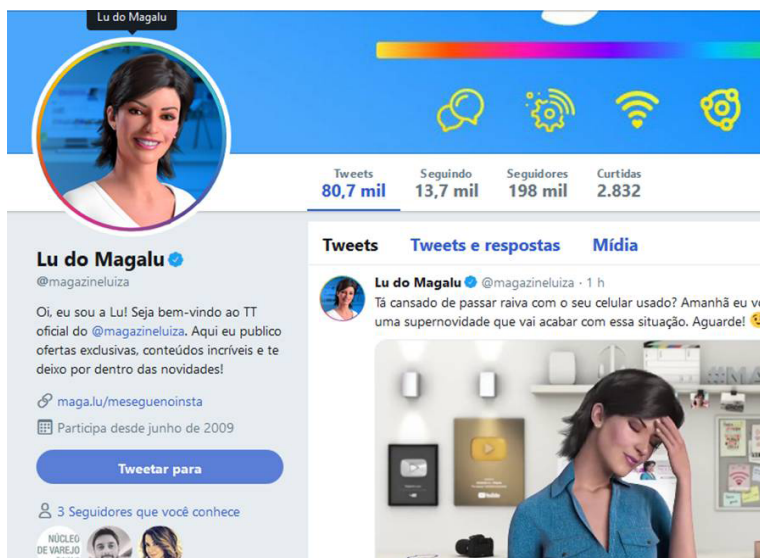 Lu do Magalu
Tweets
80,7 mil
Seguindo
13,7 mil
Seguidores
198 mil
Curtidas
2.832
Lu do Magalu
@magazineluiza
Oi, eu sou a Lu! Seja bem-vindo ao TT
oficial do @magazineluiza. Aqui eu publico
ofertas exclusivas, conteúdos incríveis e te
deixo por dentro das novidades!
maga.lu/meseguenoinsta
Participa desde junho de 2009
Tweetar para
3 Seguidores que você conhece
NÚCLEO
DE VAREJO
Tweets Tweets e respostas Mídia
Lu do Magalu @magazineluiza · 1 h
Tá cansado de passar raiva com o seu celular usado? Amanhã eu
uma supernovidade que vai acabar com essa situação. Aguarde!
YouTube